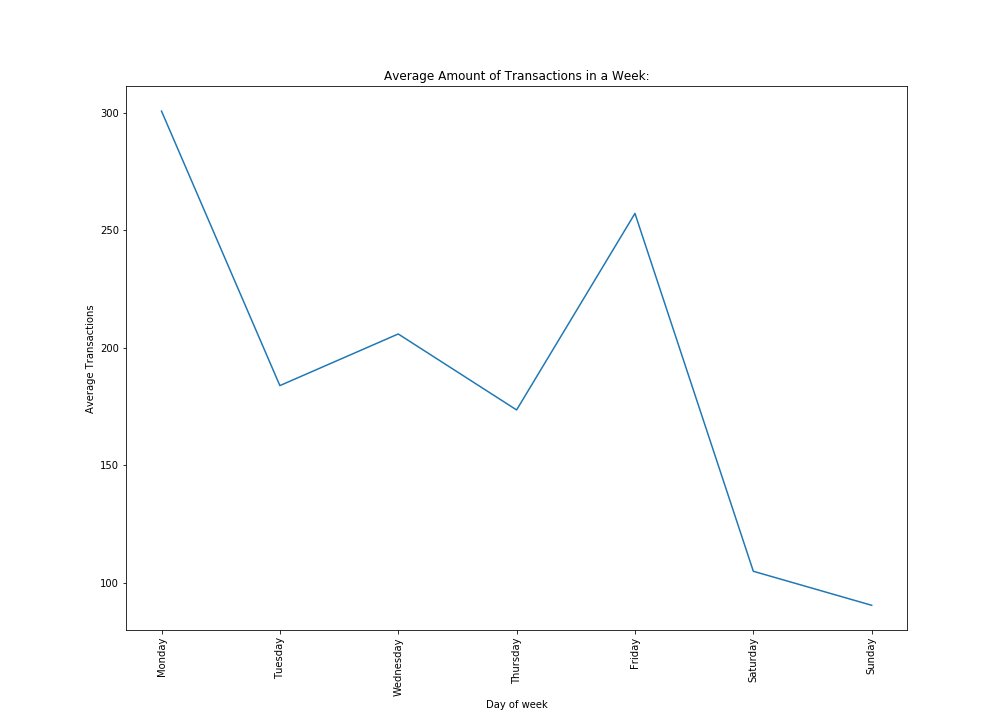 Average Amount of Transactions in a Week:
300
250
200
150
100
Average Transactions
Monday
Tuesday
Wednesday
Thursday
Friday
Saturday
Sunday
Day of week